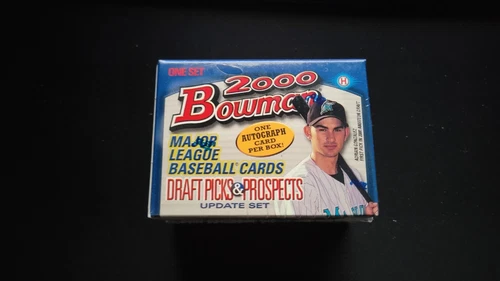 ONE SET
2000
Bowman
H
MAJOR
LEAGUE
BASEBALL CARDS
ONE
AUTOGRAPH
CARD
PER BOX!
DRAFT PICKS & PROSPECTS
UPDATE SET